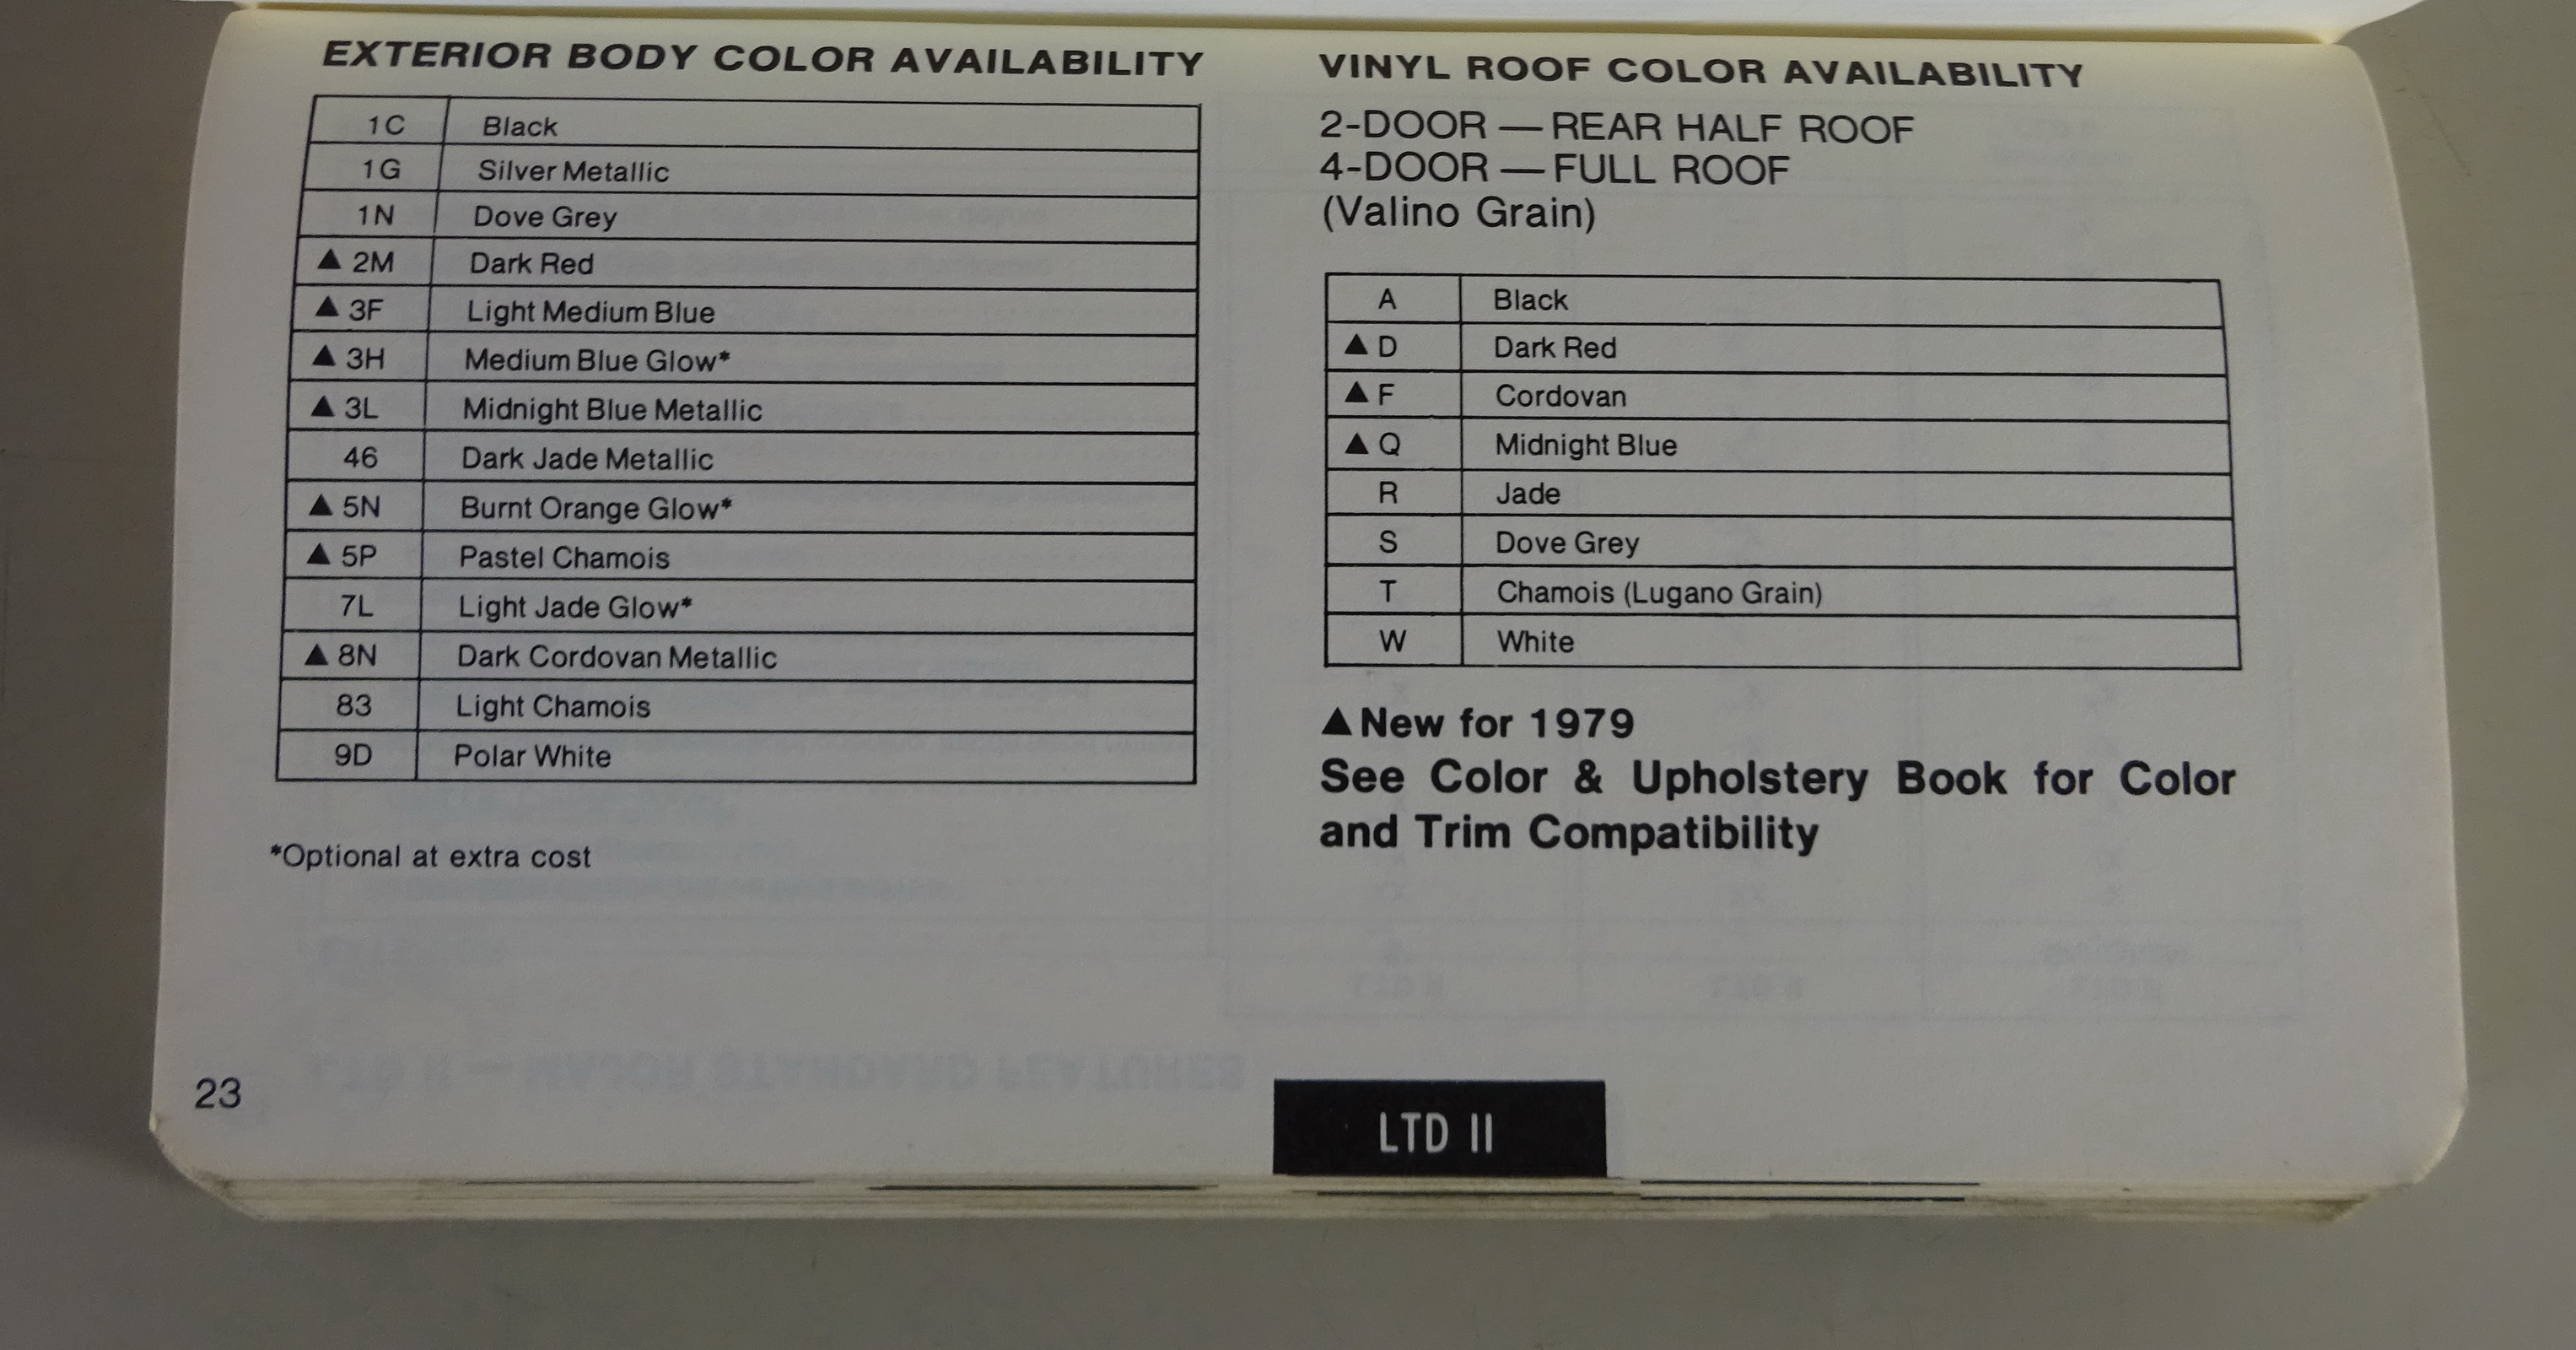 EXTERIOR BODY COLOR AVAILABILITY
1C Black
1G Silver Metallic
1N Dove Grey
▲ 2M Dark Red
▲ 3F Light Medium Blue
▲ 3H Medium Blue Glow*
▲ 3L Midnight Blue Metallic
46 Dark Jade Metallic
▲ 5N Burnt Orange Glow*
▲ 5P Pastel Chamois
7L Light Jade Glow*
▲ 8N Dark Cordovan Metallic
83 Light Chamois
9D Polar White
*Optional at extra cost
VINYL ROOF COLOR AVAILABILITY
2-DOOR — REAR HALF ROOF
4-DOOR — FULL ROOF
(Valino Grain)
A Black
▲ D Dark Red
▲ F Cordovan
▲ Q Midnight Blue
R Jade
S Dove Grey
T Chamois (Lugano Grain)
W White
▲ New for 1979
See Color & Upholstery Book for Color
and Trim Compatibility
23
LTD II
LTD II — MAJOR STANDARD FEATURES